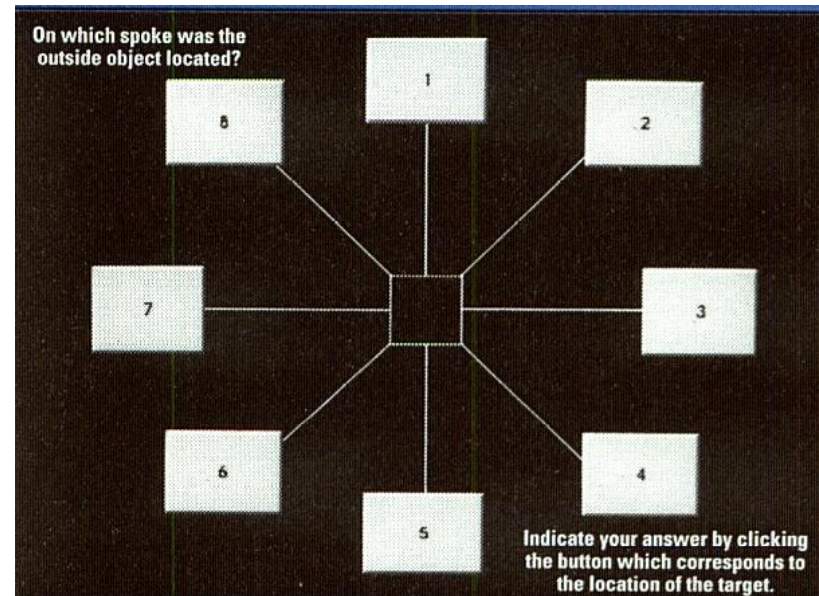 On which spoke was the
outside object located?
1
8
2
7
3
6
4
5
Indicate your answer by clicking
the button which corresponds to
the location of the target.